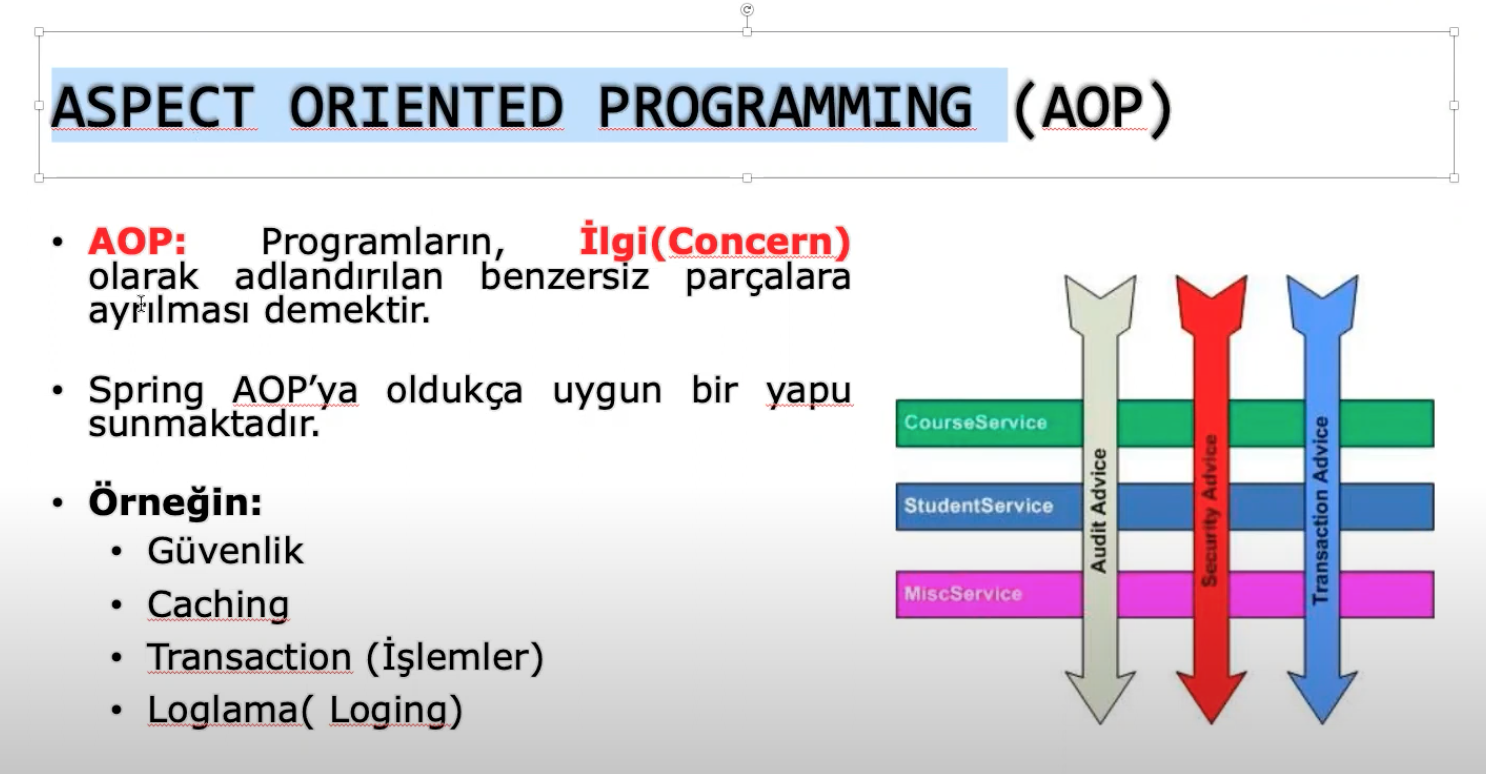 ASPECT ORIENTED PROGRAMMING (AOP)
• AOP: Programların, İlgi(Concern)
olarak adlandırılan benzersiz parçalara
ayrılması demektir.
• Spring AOP’ya oldukça uygun bir yapu
sunmaktadır.
• Örneğin:
• Güvenlik
• Caching
• Transaction (İşlemler)
• Loglama( Loging)
CourseService
StudentService
MiscService
Audit Advice
Security Advice
Transaction Advice